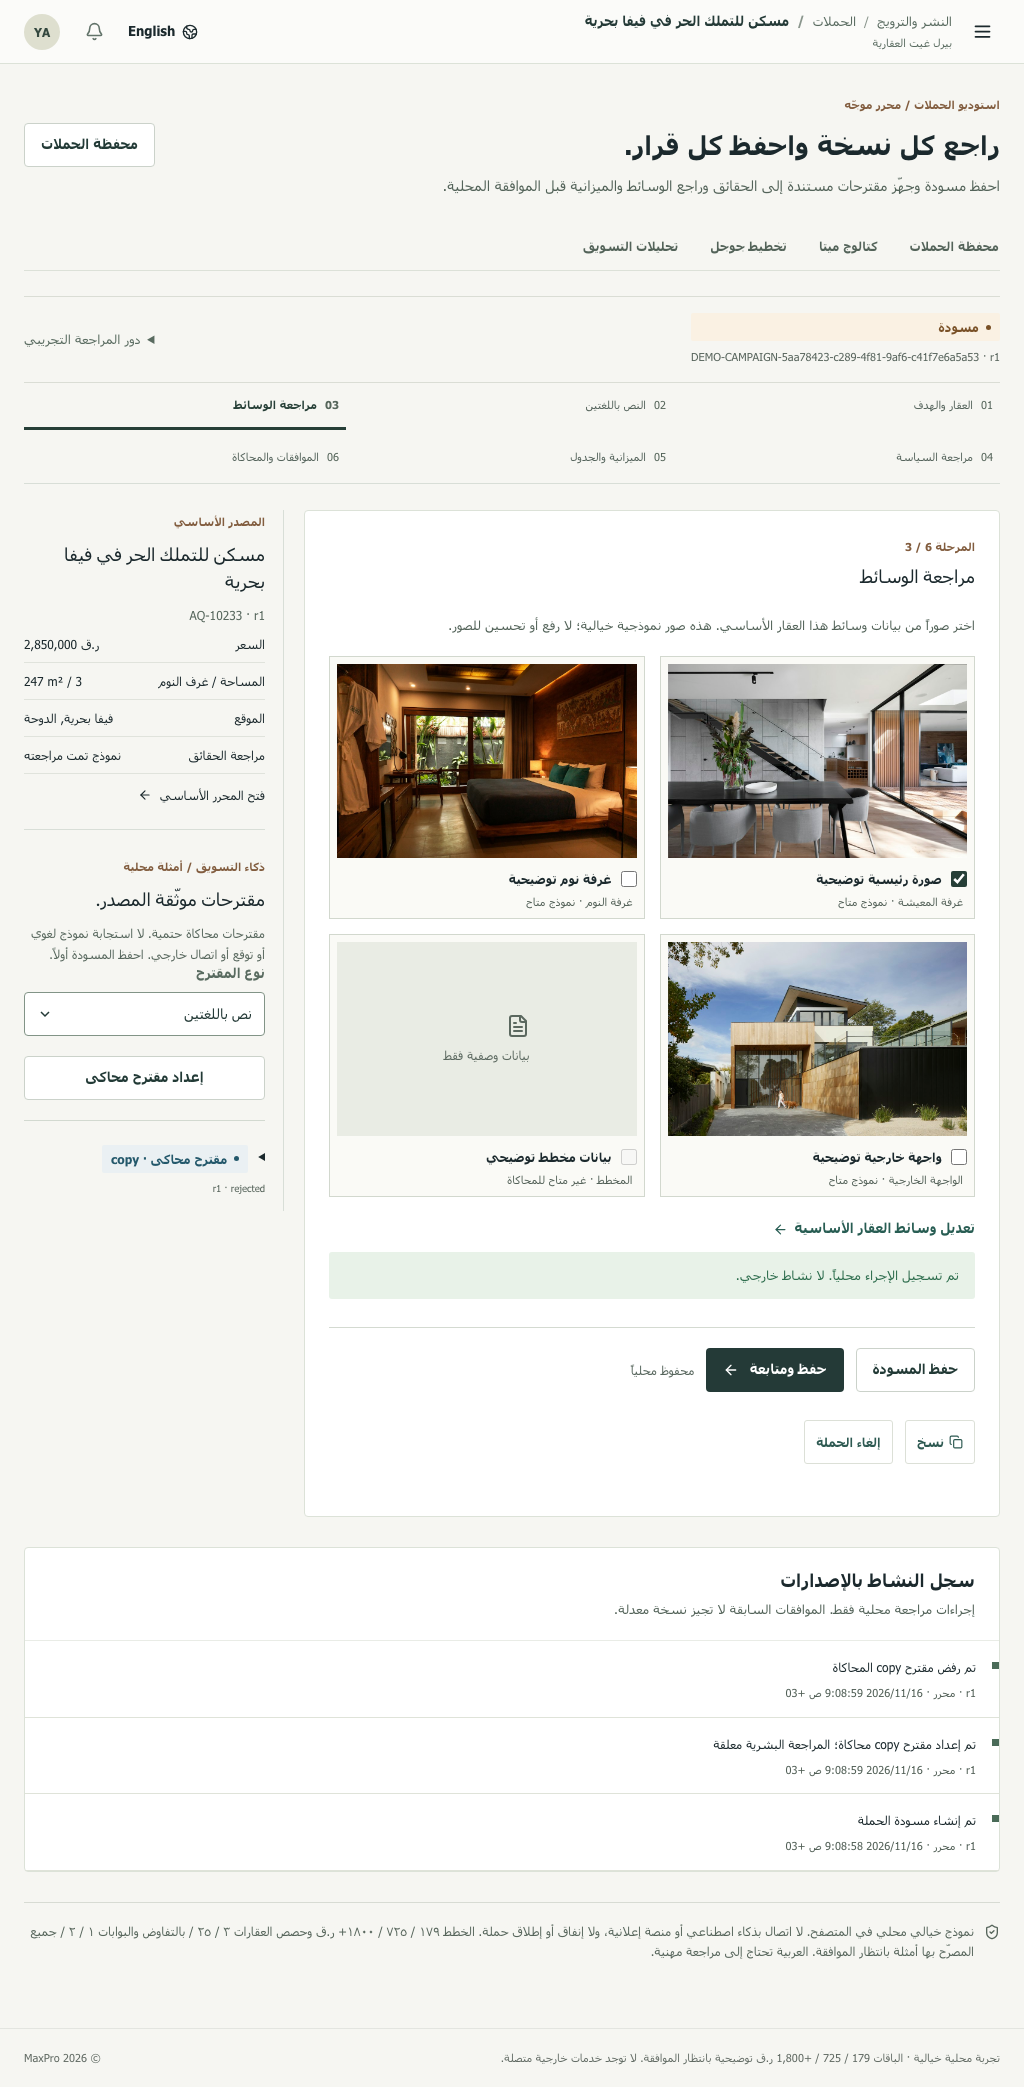 النشر والترويج / الحملات / مسكن للتملك الحر في فيفا بحرية
بيرل غيت العقارية
English
YA
استوديو الحملات / محرر موجّه
راجع كل نسخة واحفظ كل قرار.
احفظ مسودة وجهّز مقترحات مستندة إلى الحقائق وراجع الوسائط والميزانية قبل الموافقة المحلية.
محفظة الحملات
محفظة الحملات
كتالوج ميتا
تخطيط جوجل
تحليلات التسويق
مسودة
DEMO-CAMPAIGN-5aa78423-c289-4f81-9af6-c41f7e6a5a53 · r1
دور المراجعة التجريبي
01 العقار والهدف
02 النص باللغتين
03 مراجعة الوسائط
04 مراجعة السياسة
05 الميزانية والجدول
06 الموافقات والمحاكاة
المرحلة 6 / 3
مراجعة الوسائط
اختر صوراً من بيانات وسائط هذا العقار الأساسي. هذه صور نموذجية خيالية؛ لا رفع أو تحسين للصور.
صورة رئيسية توضيحية
غرفة المعيشة · نموذج متاح
غرفة نوم توضيحية
غرفة النوم · نموذج متاح
واجهة خارجية توضيحية
الواجهة الخارجية · نموذج متاح
بيانات وصفية فقط
بيانات مخطط توضيحي
المخطط · غير متاح للمحاكاة
تعديل وسائط العقار الأساسية ←
تم تسجيل الإجراء محلياً. لا نشاط خارجي.
حفظ المسودة
حفظ ومتابعة ←
محفوظ محلياً
نسخ
إلغاء الحملة
المصدر الأساسي
مسكن للتملك الحر في فيفا
بحرية
AQ-10233 · r1
السعر
ر.ق 2,850,000
المساحة / غرف النوم
247 m² / 3
الموقع
فيفا بحرية, الدوحة
مراجعة الحقائق
نموذج تمت مراجعته
فتح المحرر الأساسي ←
ذكاء التسويق / أمثلة محلية
مقترحات موثّقة المصدر.
مقترحات محاكاة حتمية. لا استجابة نموذج لغوي
أو توقع أو اتصال خارجي. احفظ المسودة أولاً.
نوع المقترح
نص باللغتين
إعداد مقترح محاكى
مقترح محاكى · copy
r1 · rejected
سجل النشاط بالإصدارات
إجراءات مراجعة محلية فقط. الموافقات السابقة لا تجيز نسخة معدلة.
تم رفض مقترح copy المحاكاة
r1 · محرر · 2026/11/16 9:08:59 ص +03
تم إعداد مقترح copy محاكاة؛ المراجعة البشرية معلقة
r1 · محرر · 2026/11/16 9:08:59 ص +03
تم إنشاء مسودة الحملة
r1 · محرر · 2026/11/16 9:08:58 ص +03
نموذج خيالي محلي في المتصفح. لا اتصال بذكاء اصطناعي أو منصة إعلانية، ولا إنفاق أو إطلاق حملة. الخطط ١٧٩ / ٧٢٥ / ١٨٠٠+ ر.ق وحصص العقارات ٣ / ٢٥ / بالتفاوض والبوابات ١ / ٢ / جميع
المصرّح بها أمثلة بانتظار الموافقة. العربية تحتاج إلى مراجعة مهنية.
تجربة محلية خيالية · الباقات 179 / 725 / +1,800 ر.ق توضيحية بانتظار الموافقة. لا توجد خدمات خارجية متصلة.
© 2026 MaxPro